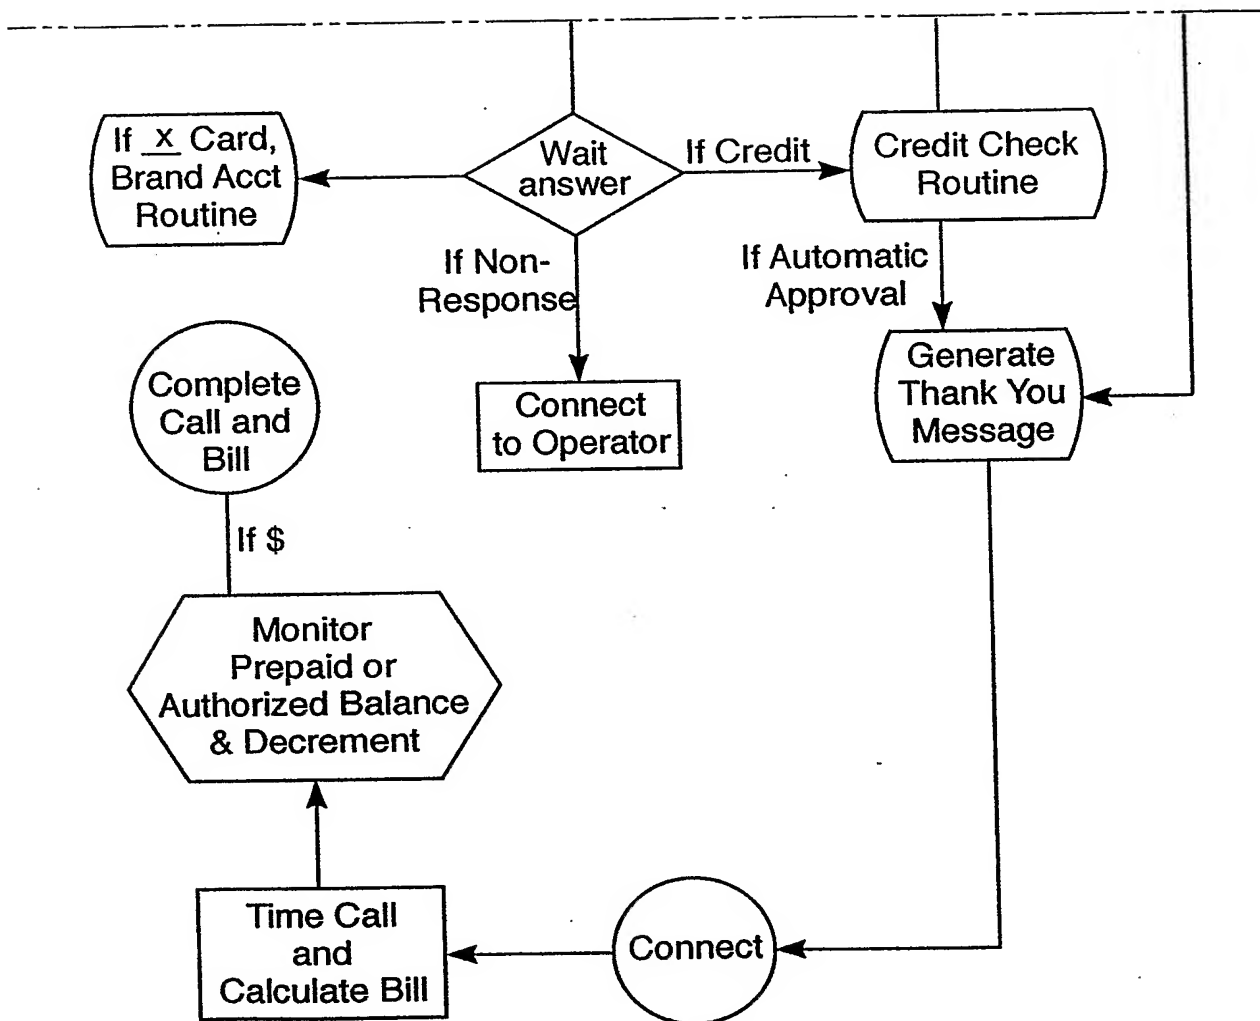 If x Card,
Brand Acct
Routine
Wait
answer
If Credit
Credit Check
Routine
If Non-
Response
If Automatic
Approval
Complete
Call and
Bill
Connect
to Operator
Generate
Thank You
Message
If $
Monitor
Prepaid or
Authorized Balance
& Decrement
Time Call
and
Calculate Bill
Connect